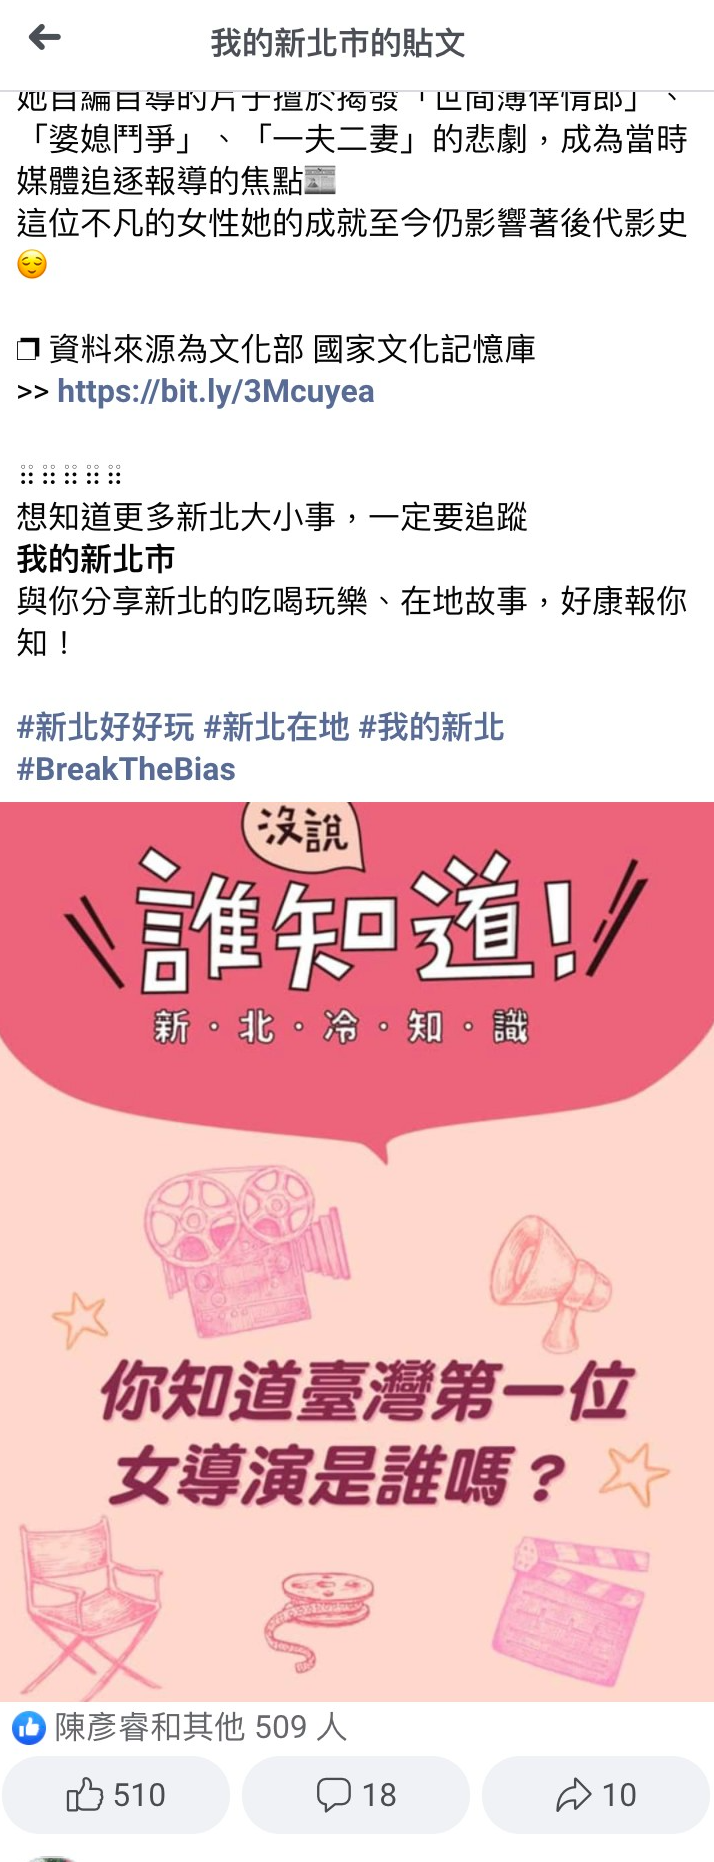 我的新北市的貼文
她自編自導的片子擅於揭發「世間薄倖情郎」、
「婆媳鬥爭」、「一夫二妻」的悲劇，成為當時
媒體追逐報導的焦點📰
這位不凡的女性她的成就至今仍影響著後代影史
😌
❐ 資料來源為文化部 國家文化記憶庫
>> https://bit.ly/3Mcuyea
⠿⠿⠿⠿⠿
想知道更多新北大小事，一定要追蹤
我的新北市
與你分享新北的吃喝玩樂、在地故事，好康報你
知！
#新北好好玩 #新北在地 #我的新北
#BreakTheBias
沒說
誰知道!
新·北·冷·知·識
你知道臺灣第一位
女導演是誰嗎？
陳彥睿和其他 509 人
510 18 10